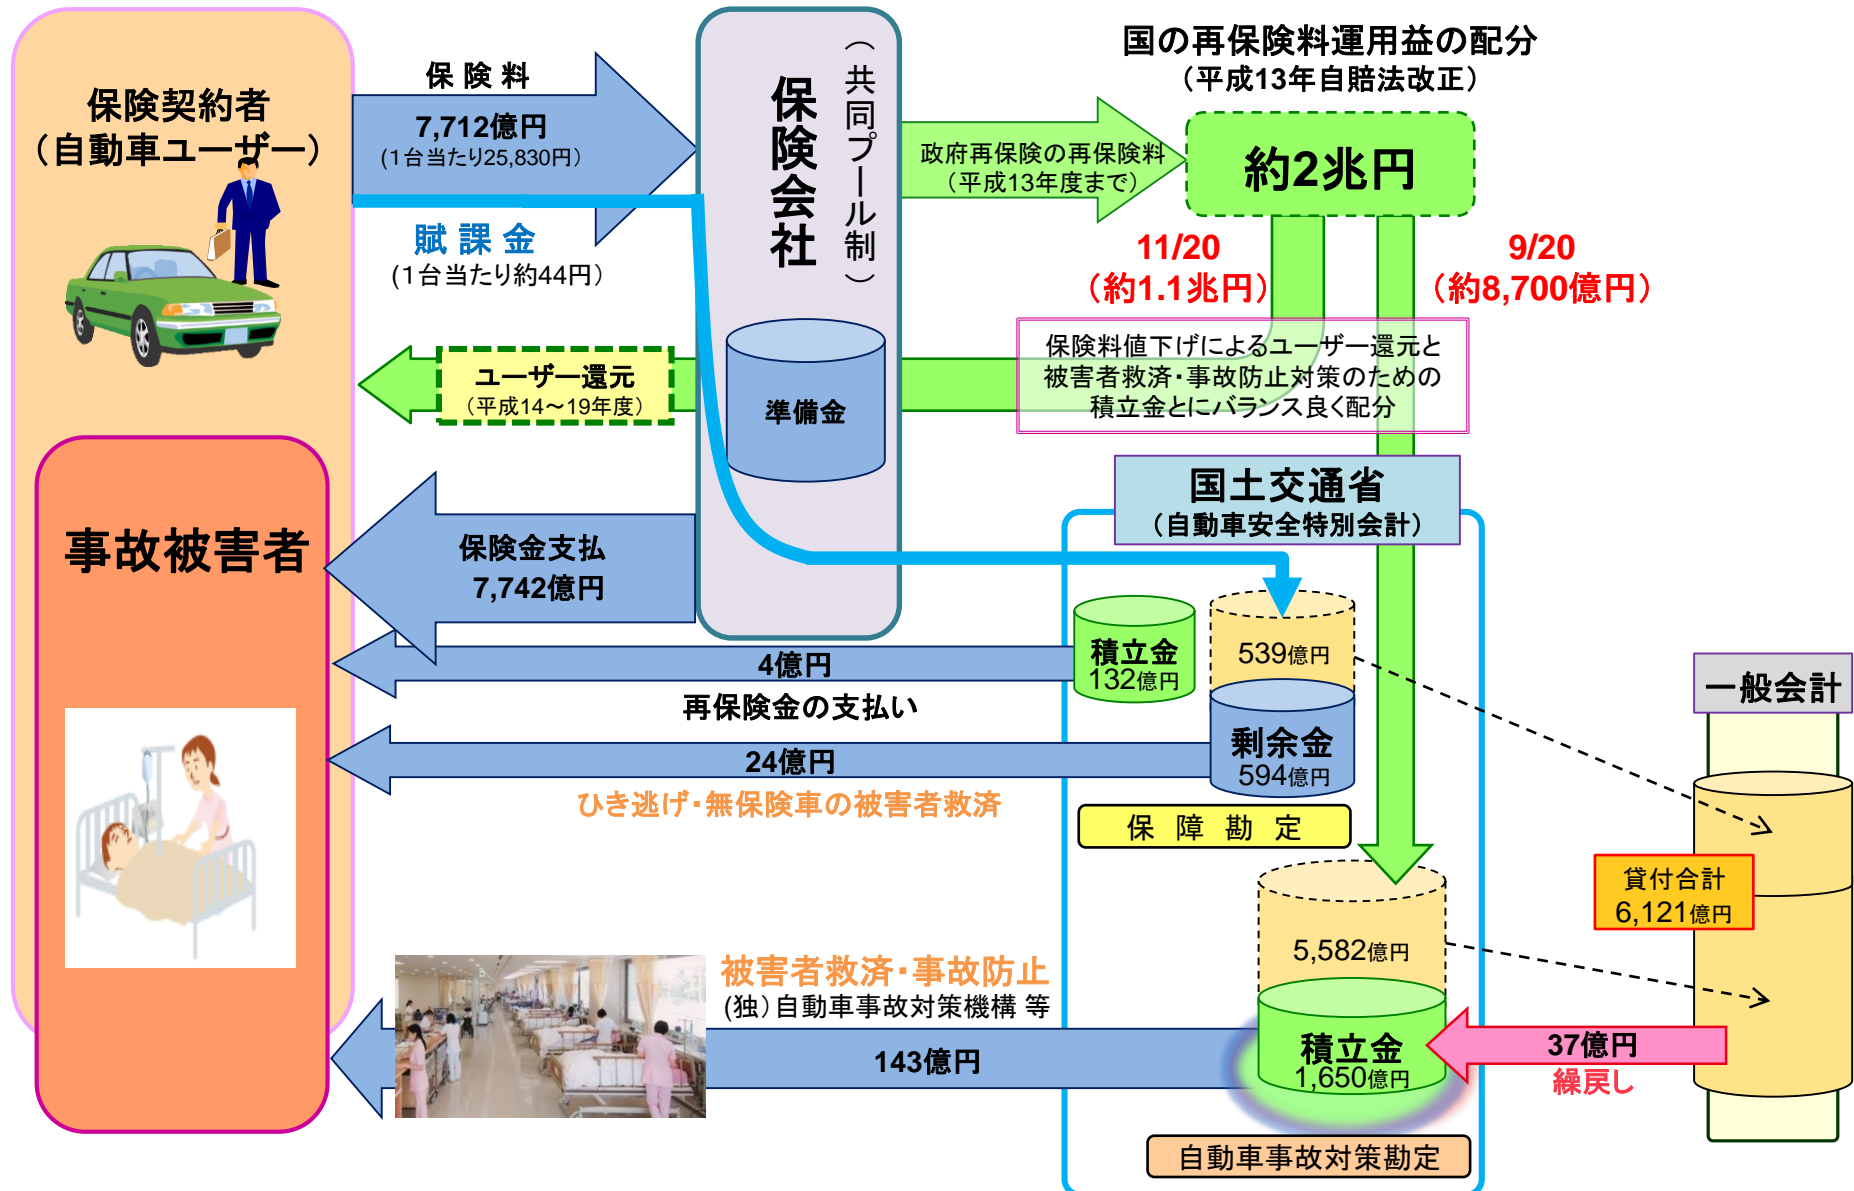 保険契約者
（自動車ユーザー）
保 険 料
7,712億円
(１台当たり25,830円)
賦 課 金
(１台当たり約44円)
保険会社
（共同プール制）
準備金
政府再保険の再保険料
（平成13年度まで）
国の再保険料運用益の配分
（平成13年自賠法改正）
約2兆円
11/20
（約1.1兆円）
9/20
（約8,700億円）
保険料値下げによるユーザー還元と
被害者救済・事故防止対策のための
積立金とにバランス良く配分
ユーザー還元
（平成14～19年度）
事故被害者
保険金支払
7,742億円
国土交通省
（自動車安全特別会計）
4億円
再保険金の支払い
積立金
132億円
539億円
剰余金
594億円
24億円
ひき逃げ・無保険車の被害者救済
保 障 勘 定
一般会計
貸付合計
6,121億円
5,582億円
被害者救済・事故防止
(独）自動車事故対策機構 等
143億円
積立金
1,650億円
37億円
繰戻し
自動車事故対策勘定